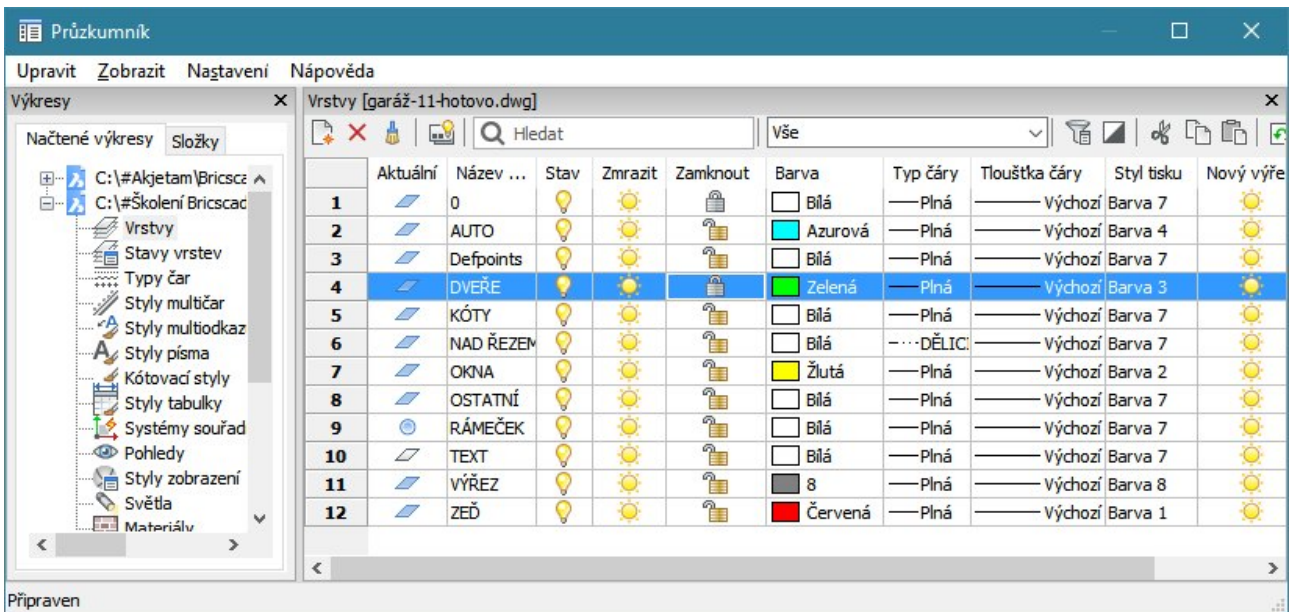 Průzkumník
Upravit Zobrazit Nastavení Nápověda
Výkresy
Načtené výkresy Složky
C:\#Akjetam\Bricsca
C:\#Školení Bricscad
Vrstvy
Stavy vrstev
Typy čar
Styly multičar
Styly multiodkaz
Styly písma
Kótovací styly
Styly tabulky
Systémy souřad
Pohledy
Styly zobrazení
Světla
Materiály
Vrstvy [garáž-11-hotovo.dwg]
Hledat Vše
Aktuální Název ... Stav Zmrazit Zamknout Barva Typ čáry Tloušťka čáry Styl tisku Nový výře
1 0 Bílá Plná Výchozí Barva 7
2 AUTO Azurová Plná Výchozí Barva 4
3 Defpoints Bílá Plná Výchozí Barva 7
4 DVEŘE Zelená Plná Výchozí Barva 3
5 KÓTY Bílá Plná Výchozí Barva 7
6 NAD ŘEZEM Bílá DĚLICÍ Výchozí Barva 7
7 OKNA Žlutá Plná Výchozí Barva 2
8 OSTATNÍ Bílá Plná Výchozí Barva 7
9 RÁMEČEK Bílá Plná Výchozí Barva 7
10 TEXT Bílá Plná Výchozí Barva 7
11 VÝŘEZ 8 Plná Výchozí Barva 8
12 ZEĎ Červená Plná Výchozí Barva 1
Připraven